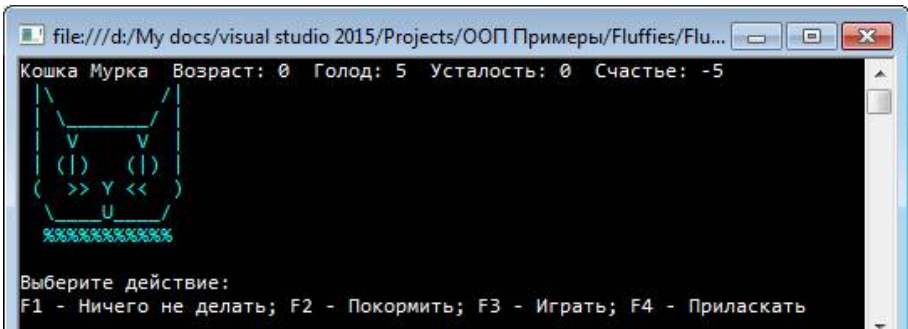 file:///d:/My docs/visual studio 2015/Projects/ООП Примеры/Fluffies/Flu...
Кошка Мурка  Возраст: 0  Голод: 5  Усталость: 0  Счастье: -5
 |\         /|
 |  \_______/  |
 |   V     V   |
 | (|)   (|) |
(  >> Y <<  )
  \____U____/
  %%%%%%%%%%%
Выберите действие:
F1 - Ничего не делать; F2 - Покормить; F3 - Играть; F4 - Приласкать